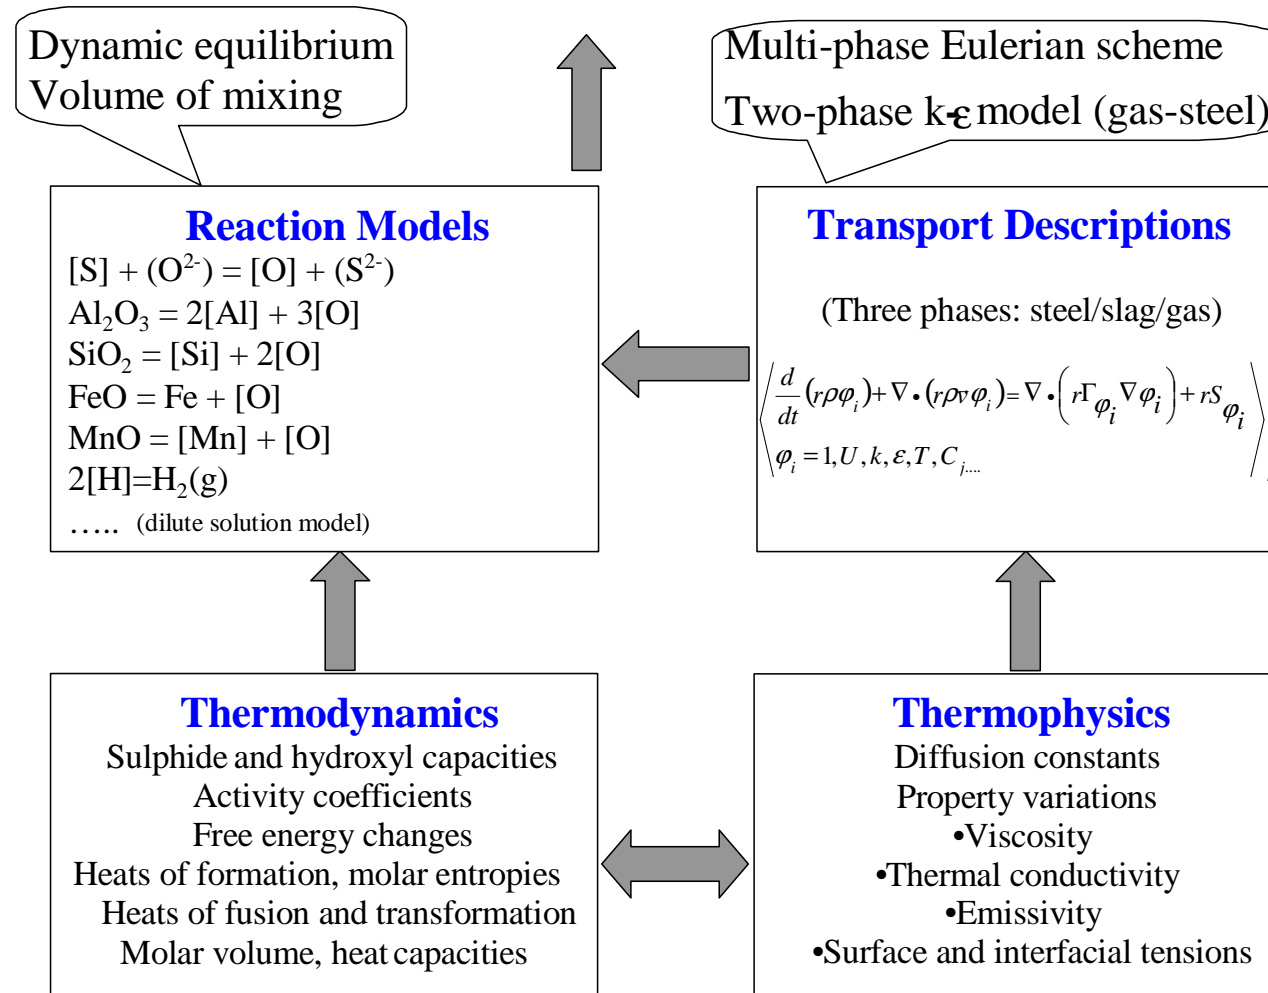 Dynamic equilibrium
Volume of mixing
Multi-phase Eulerian scheme
Two-phase k-ε model (gas-steel)
Reaction Models
[S] + (O²⁻) = [O] + (S²⁻)
Al₂O₃ = 2[Al] + 3[O]
SiO₂ = [Si] + 2[O]
FeO = Fe + [O]
MnO = [Mn] + [O]
2[H]=H₂(g)
..... (dilute solution model)
Transport Descriptions
(Three phases: steel/slag/gas)
d/dt (rρφᵢ) + ∇•(rρvφᵢ) = ∇•(rΓ_φᵢ ∇φᵢ) + rS_φᵢ
φᵢ = 1, U, k, ε, T, C_j....
Thermodynamics
Sulphide and hydroxyl capacities
Activity coefficients
Free energy changes
Heats of formation, molar entropies
Heats of fusion and transformation
Molar volume, heat capacities
Thermophysics
Diffusion constants
Property variations
•Viscosity
•Thermal conductivity
•Emissivity
•Surface and interfacial tensions